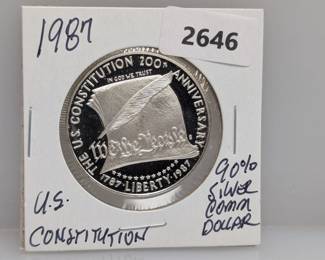 1987
2646
THE U.S. CONSTITUTION 200TH ANNIVERSARY
IN GOD WE TRUST
We the People
1787 · LIBERTY · 1987
U.S.
CONSTITUTION
90%
SILVER
COMM
DOLLAR